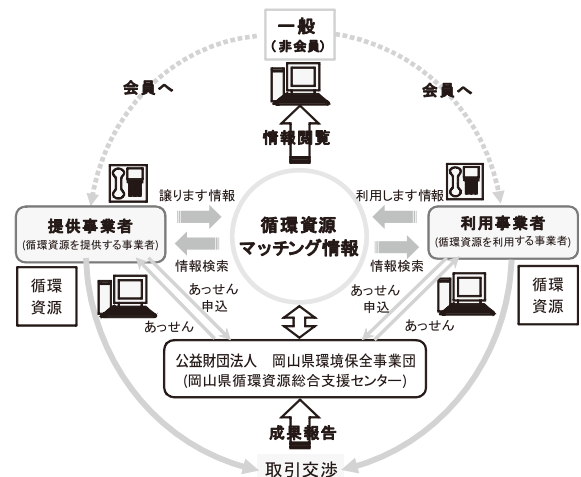 一般
(非会員)
会員へ
会員へ
情報閲覧
譲ります情報
利用します情報
提供事業者
(循環資源を提供する事業者)
循環資源
マッチング情報
利用事業者
(循環資源を利用する事業者)
情報検索
情報検索
循環
資源
あっせん
申込
あっせん
あっせん
申込
あっせん
循環
資源
公益財団法人 岡山県環境保全事業団
(岡山県循環資源総合支援センター)
成果報告
取引交渉